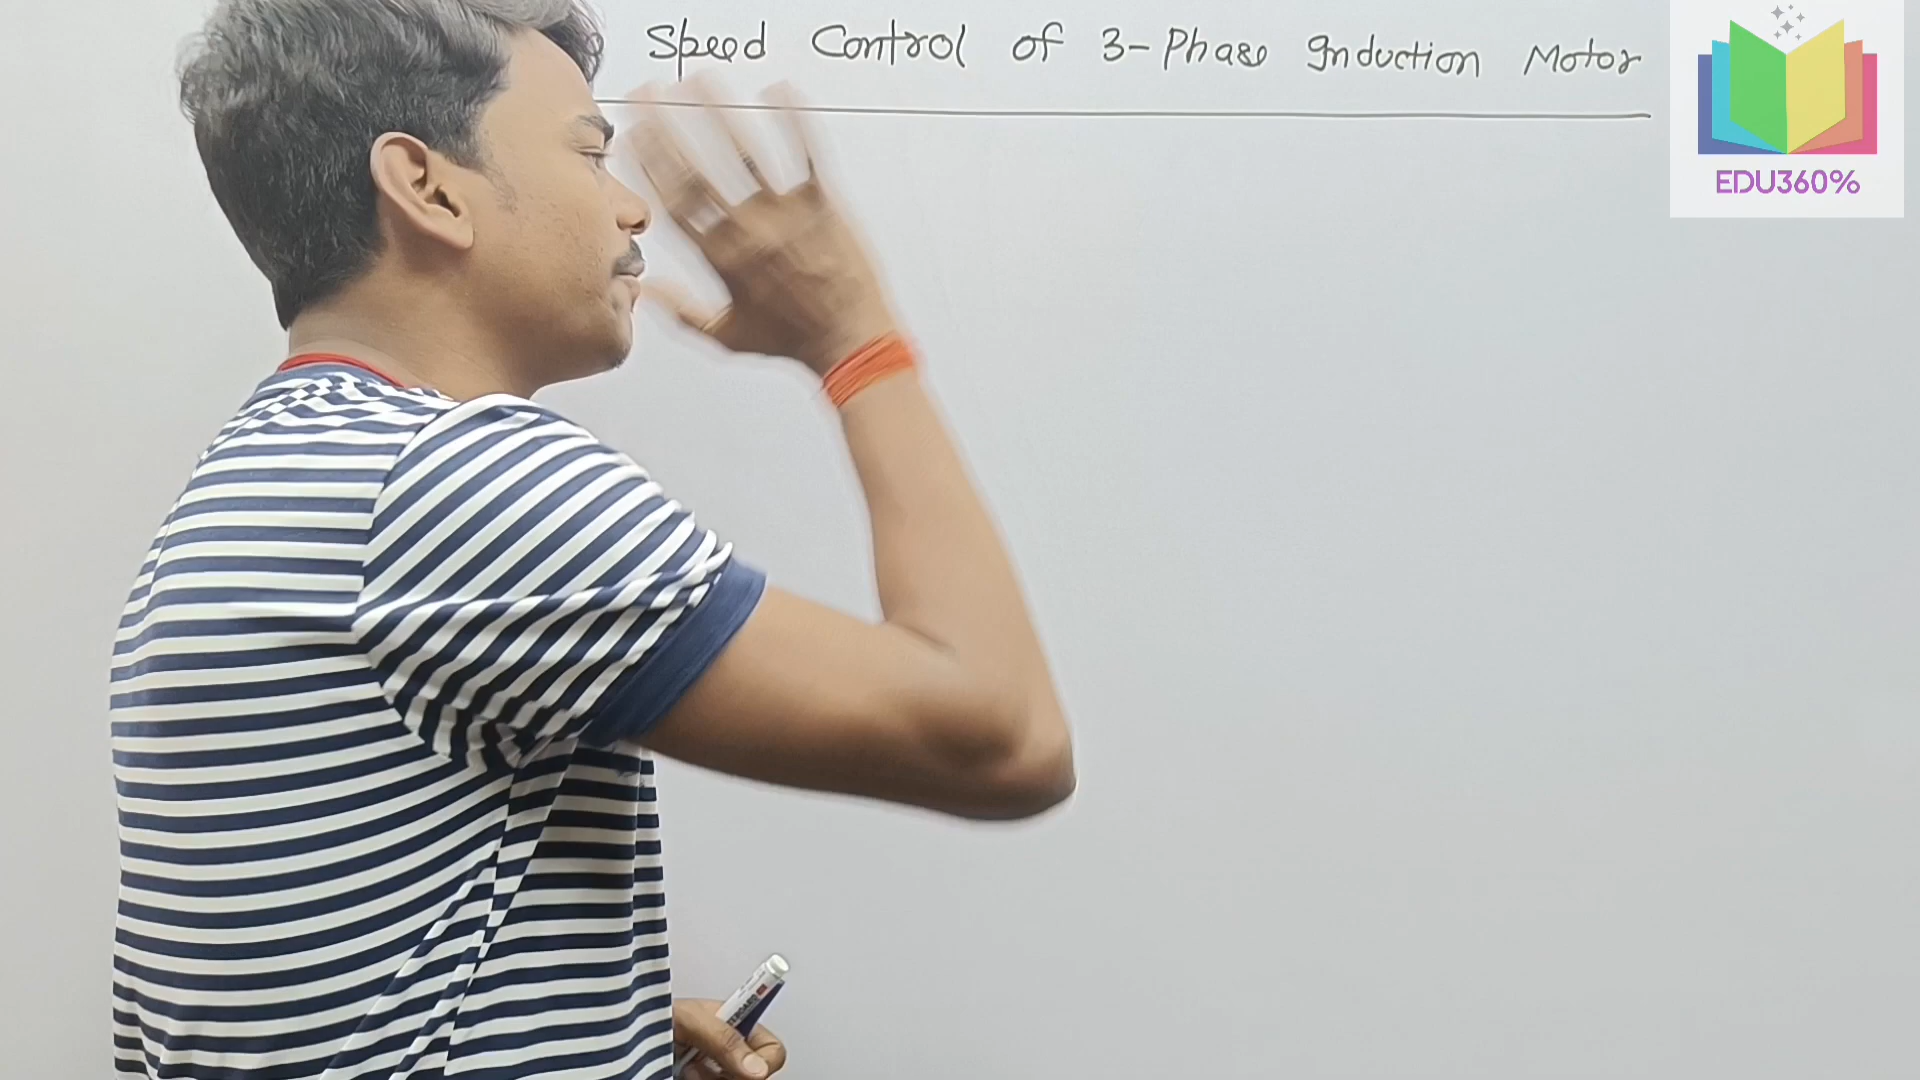 Speed Control of 3-Phase Induction Motor
EDU360%